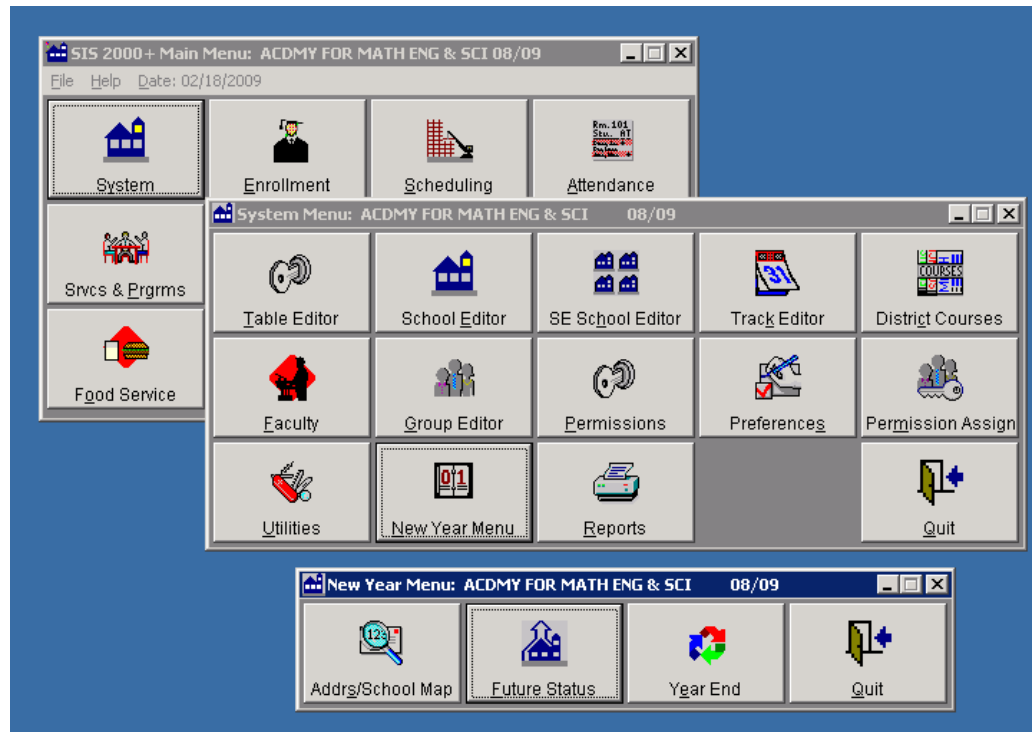 SIS 2000+ Main Menu: ACDMY FOR MATH ENG & SCI 08/09
File Help Date: 02/18/2009
Rm.101
Stu.. AT
System Enrollment Scheduling Attendance
System Menu: ACDMY FOR MATH ENG & SCI 08/09
Srvcs & Prgrms
31
COURSES
Table Editor School Editor SE School Editor Track Editor District Courses
Food Service
Faculty Group Editor Permissions Preferences Permission Assign
01
Utilities New Year Menu Reports Quit
New Year Menu: ACDMY FOR MATH ENG & SCI 08/09
123
Addrs/School Map Future Status Year End Quit